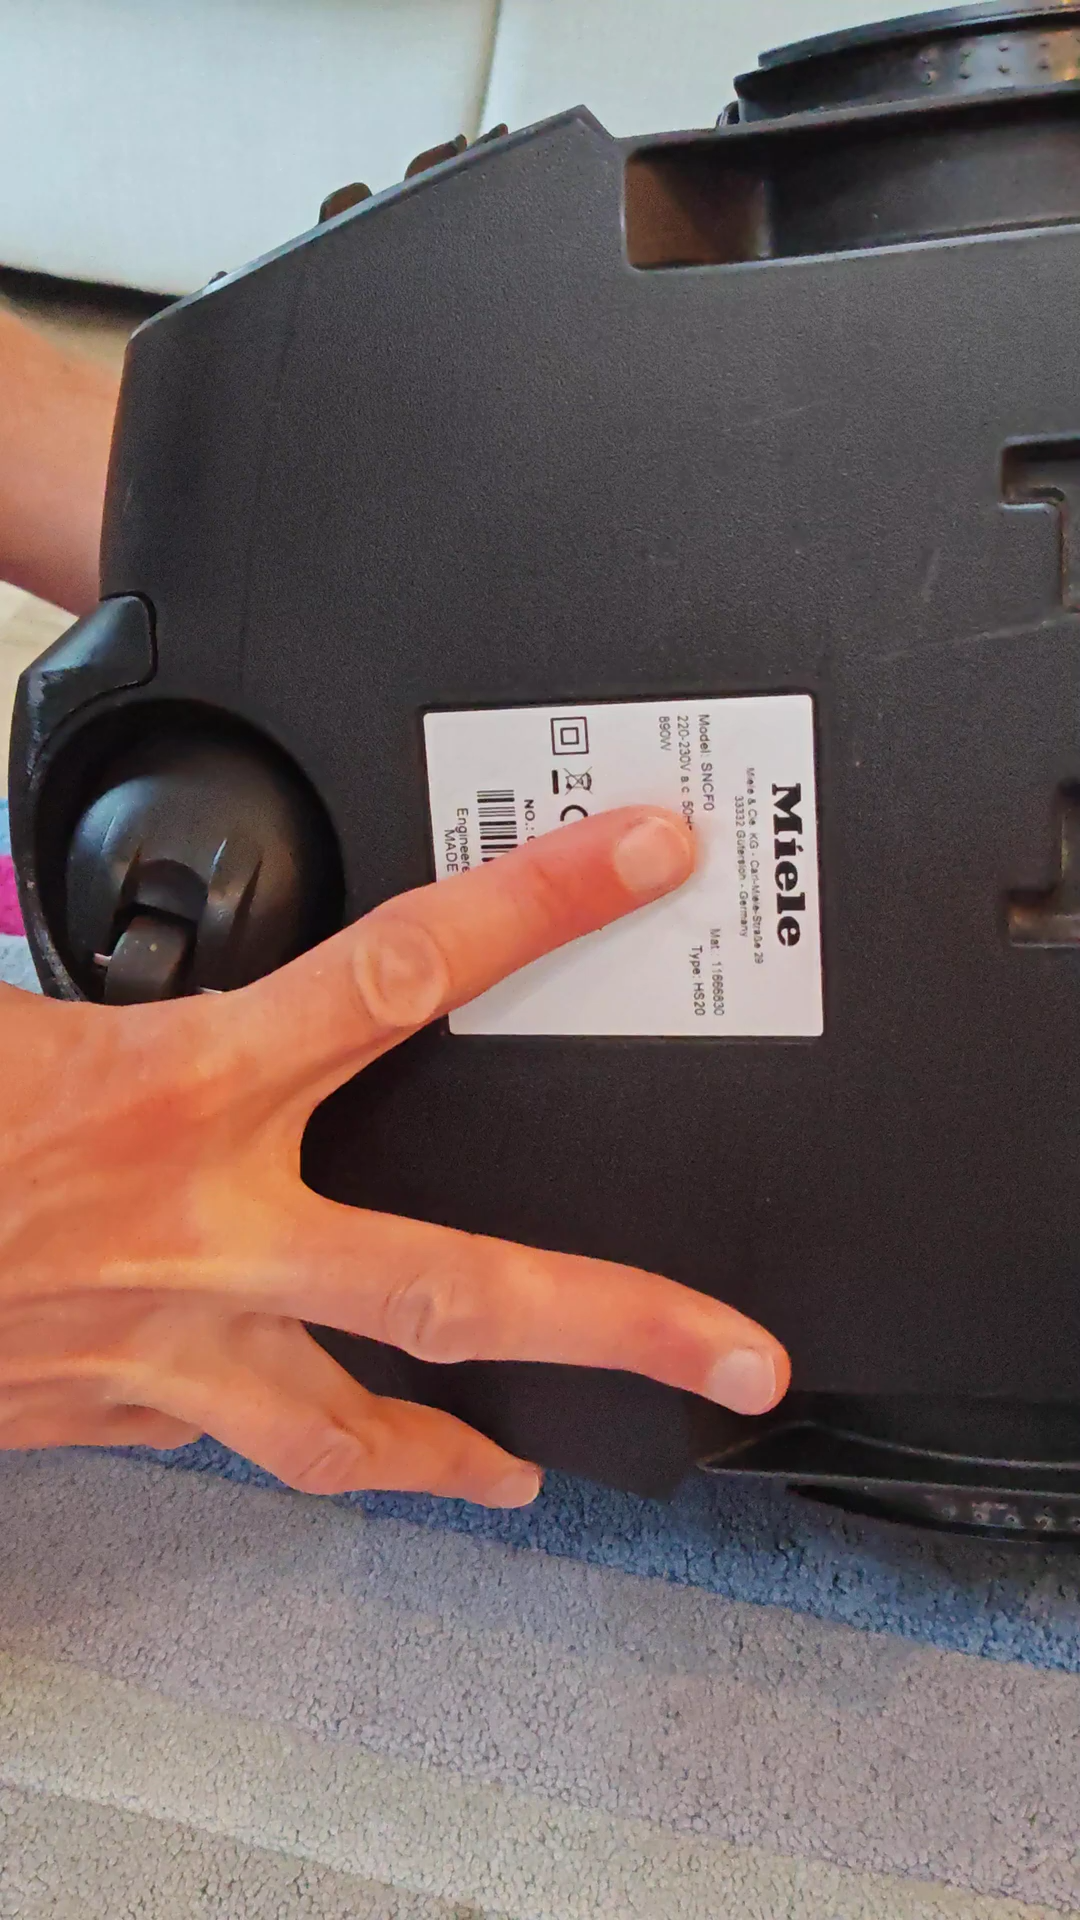 Miele
Miele & Cie. KG - Carl-Miele-Straße 29
33332 Gütersloh - Germany
Mat.: 11666830
Model: SNCF0 Type: HS20
220-230V a.c. 50H
890W
NO.:
Engineere
MADE